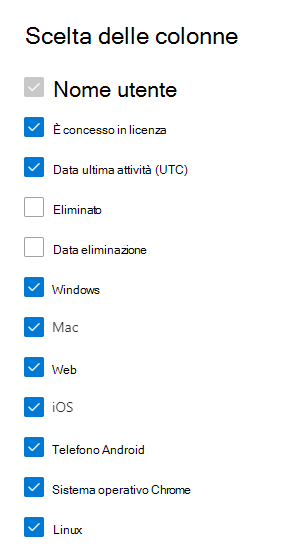 Scelta delle colonne
Nome utente
È concesso in licenza
Data ultima attività (UTC)
Eliminato
Data eliminazione
Windows
Mac
Web
iOS
Telefono Android
Sistema operativo Chrome
Linux